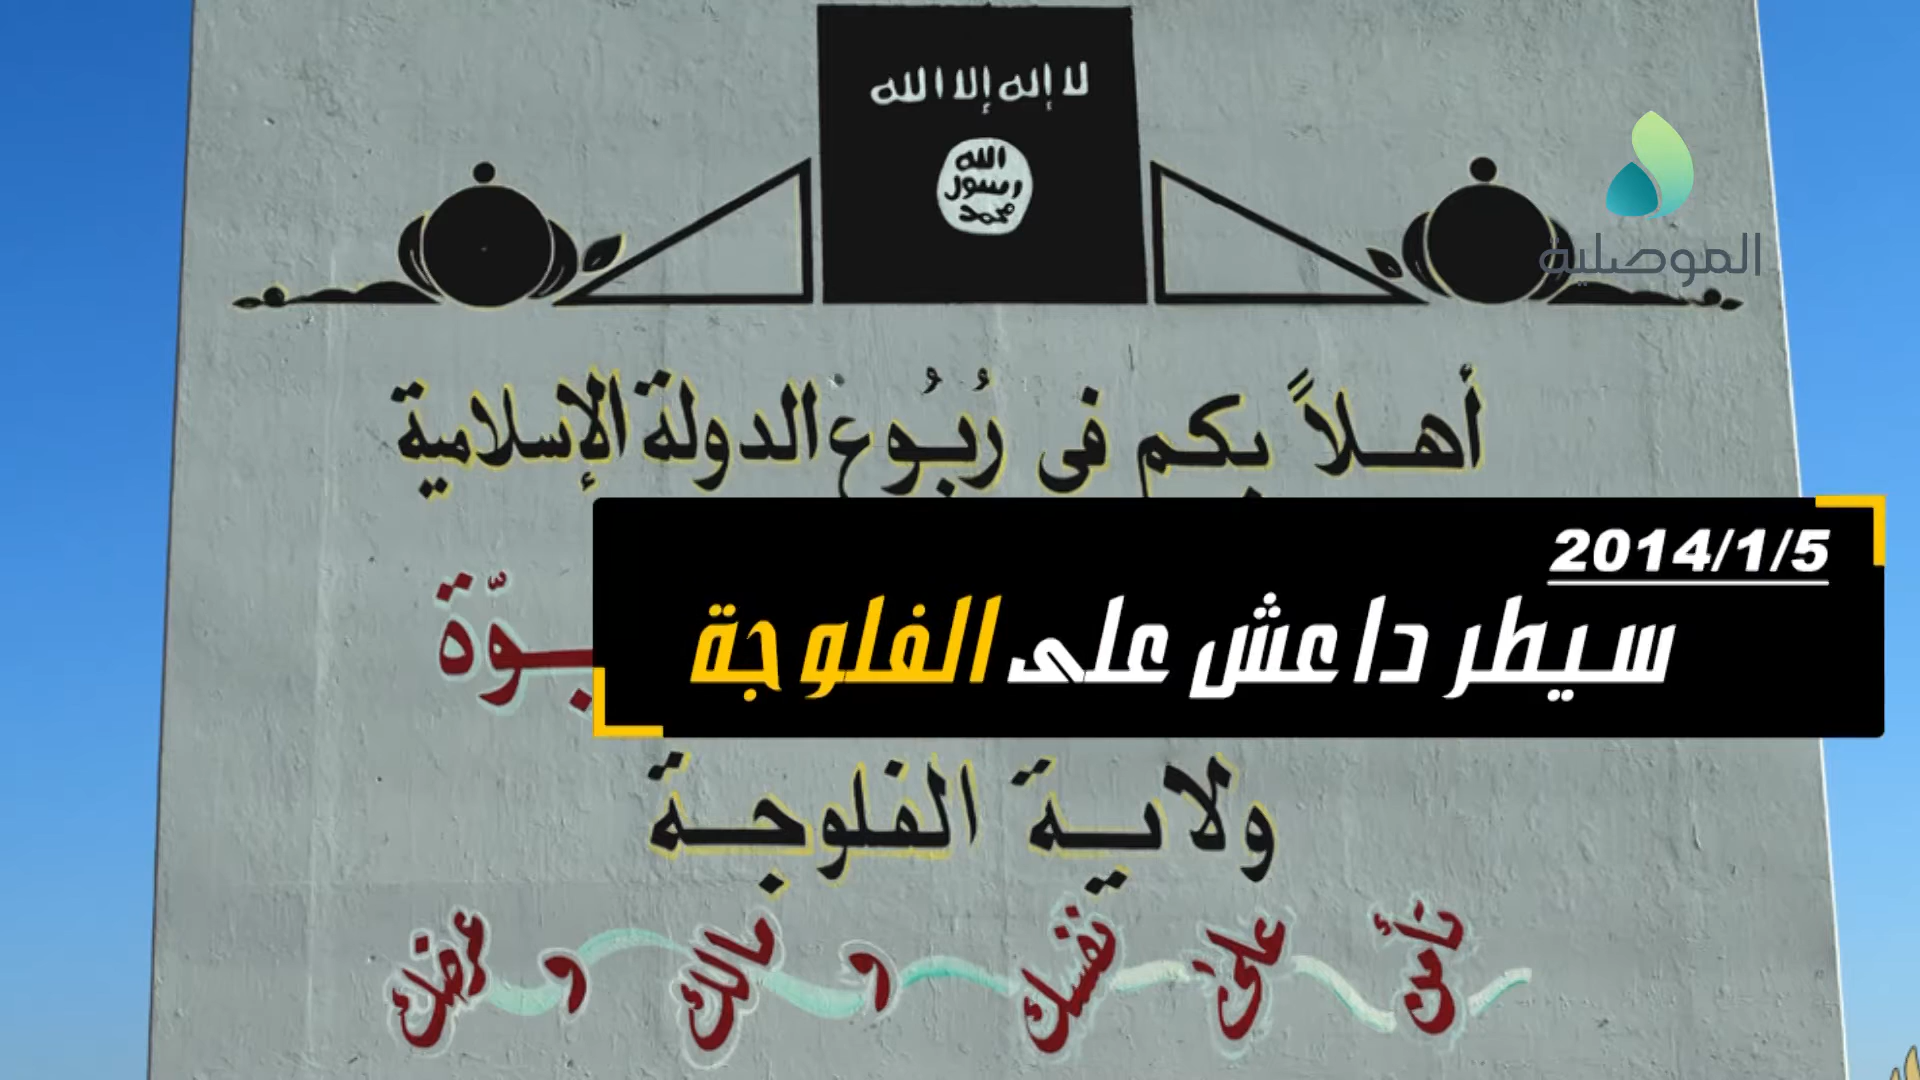 لا إله إلا الله
الله
رسول
محمد
الموصلية
أهلاً بكم في رُبُوع الدولة الإسلامية
2014/1/5
سيطر داعش على الفلوجة
ولاية الفلوجة
تأمن على نفسك و مالك و عرضك